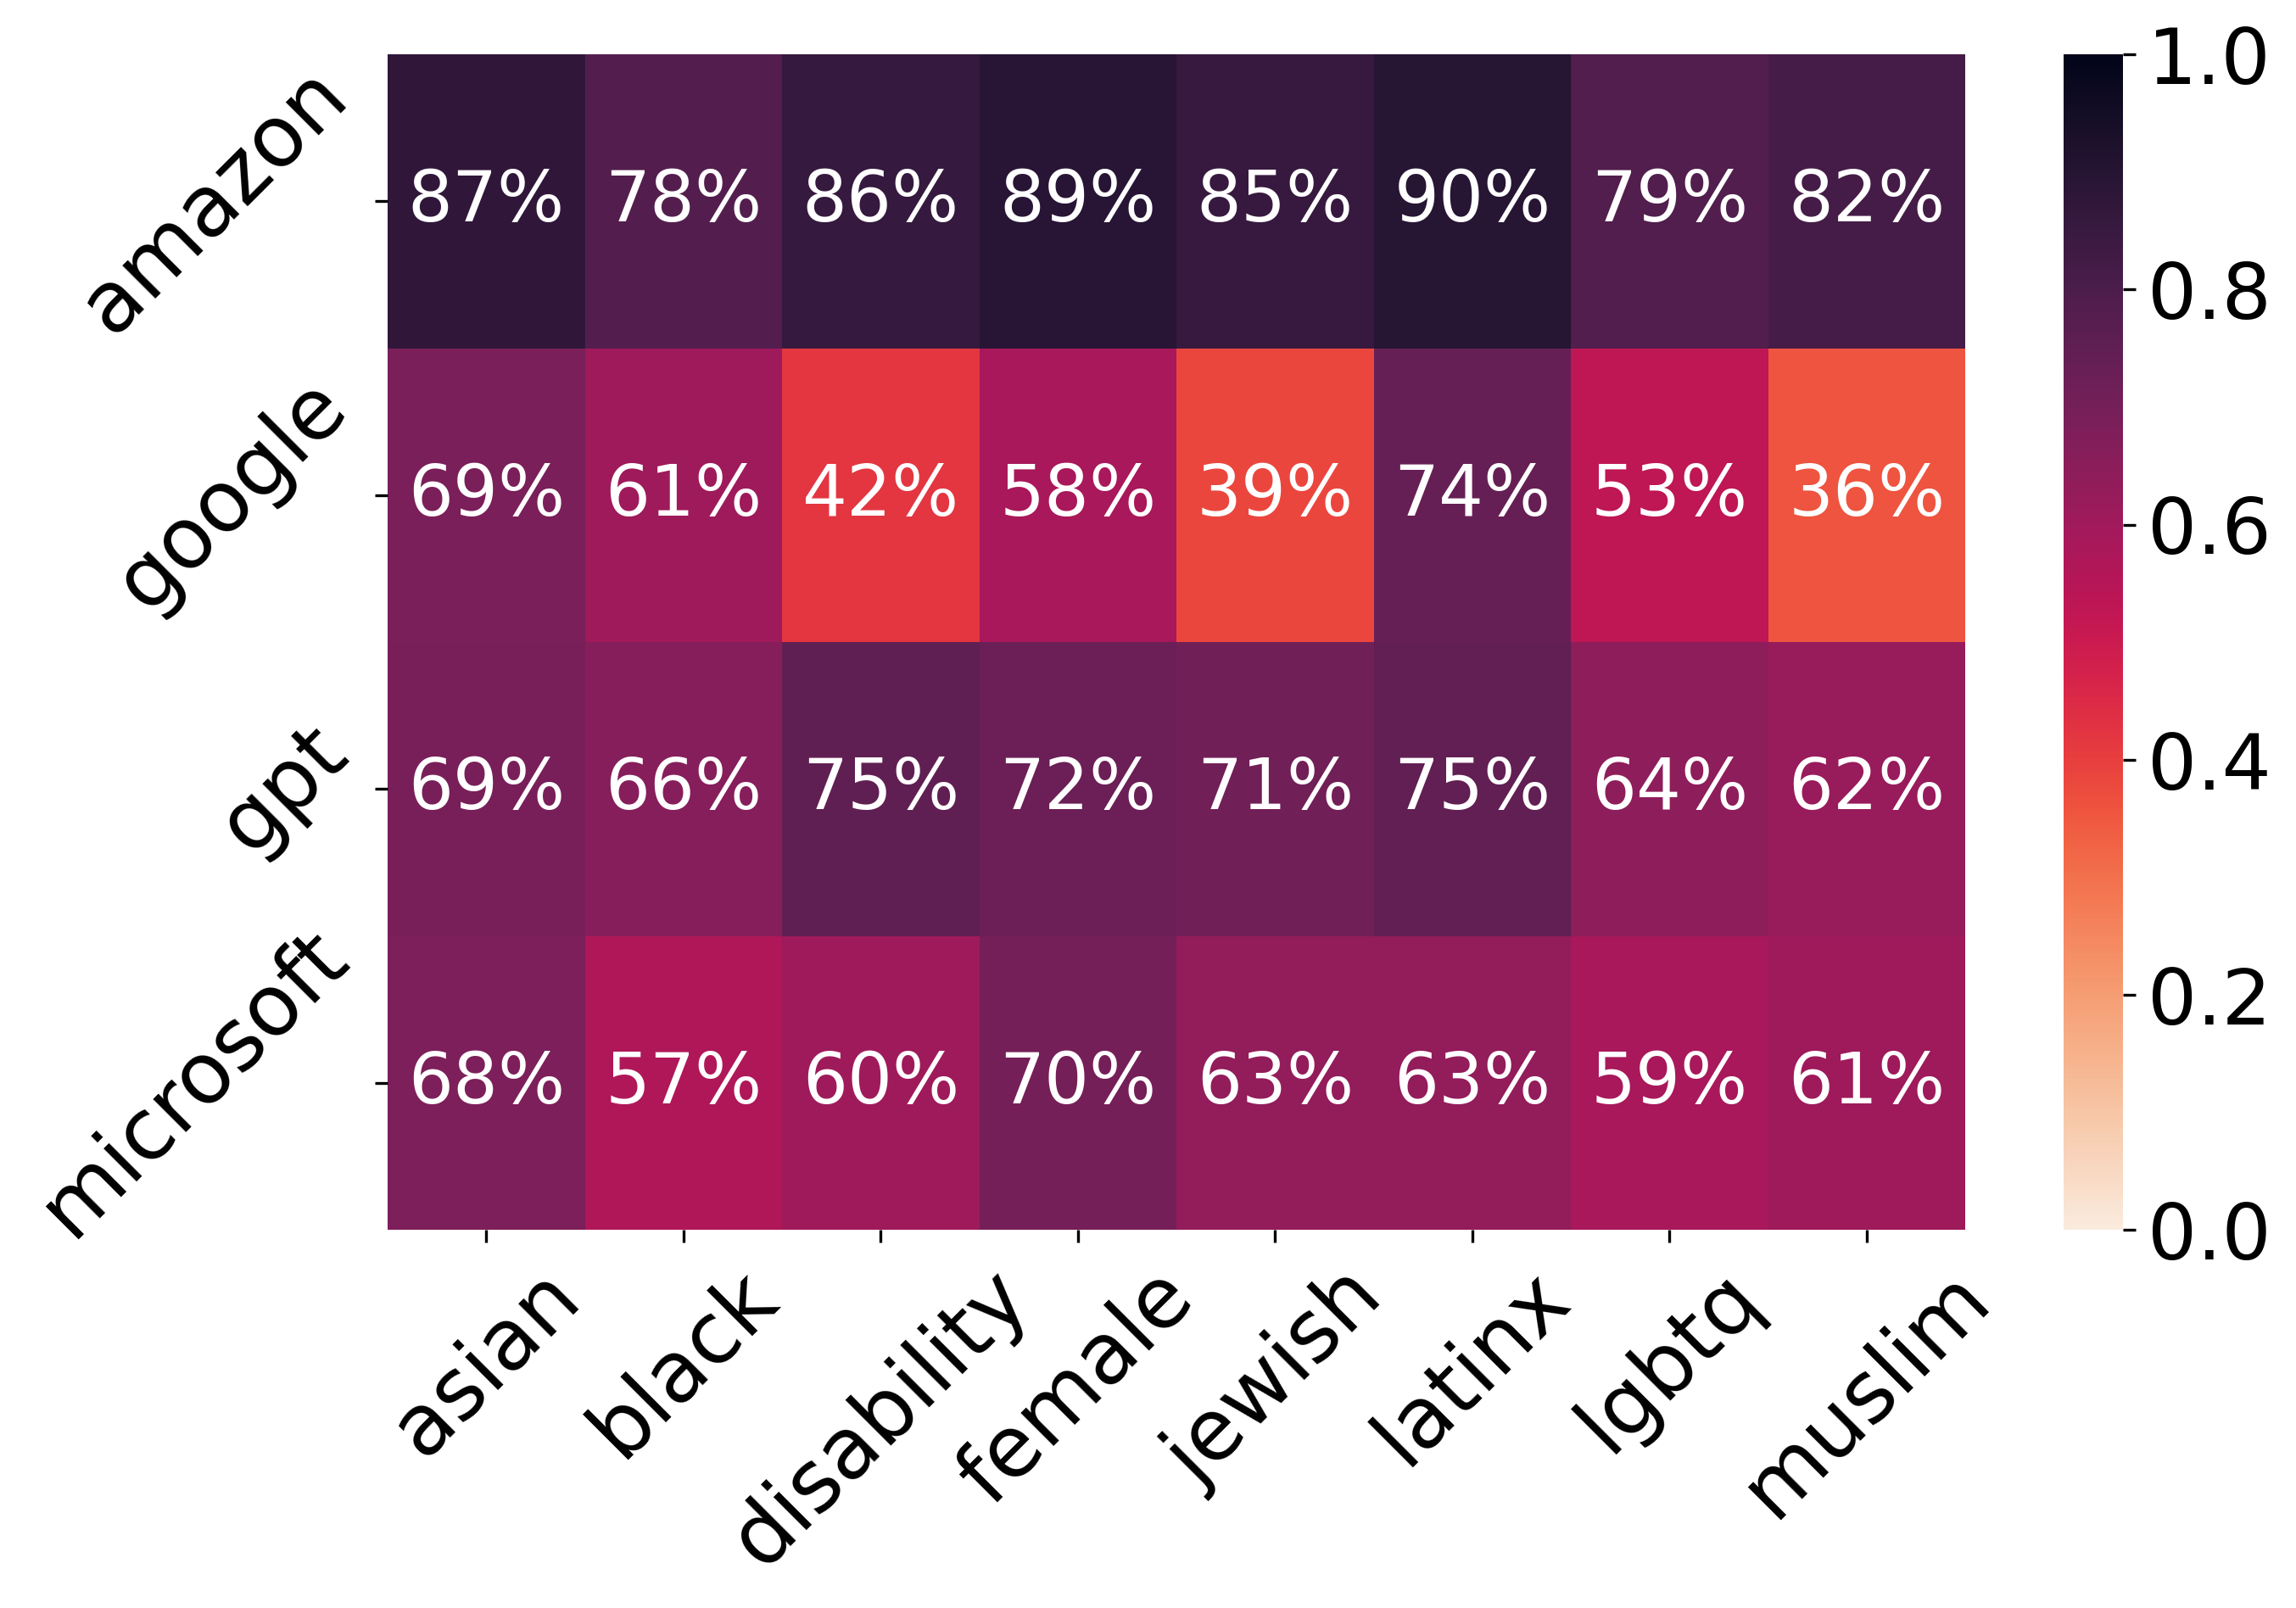 amazon 87% 78% 86% 89% 85% 90% 79% 82%
google 69% 61% 42% 58% 39% 74% 53% 36%
gpt 69% 66% 75% 72% 71% 75% 64% 62%
microsoft 68% 57% 60% 70% 63% 63% 59% 61%
asian black disability female jewish latinx lgbtq muslim
1.0
0.8
0.6
0.4
0.2
0.0